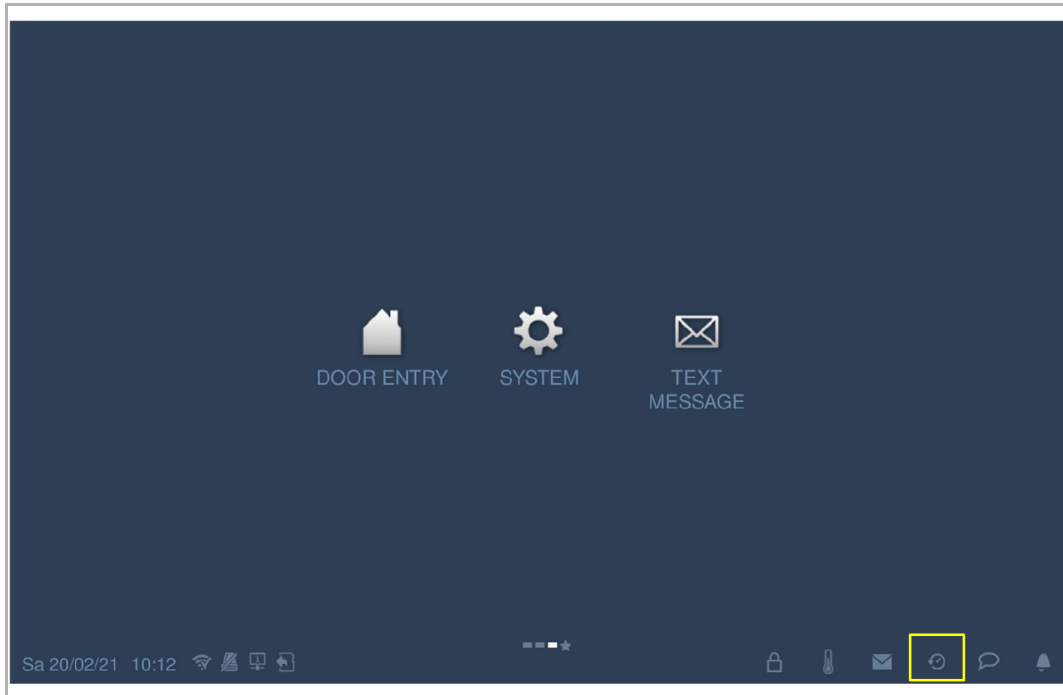 DOOR ENTRY
SYSTEM
TEXT
MESSAGE
Sa 20/02/21 10:12